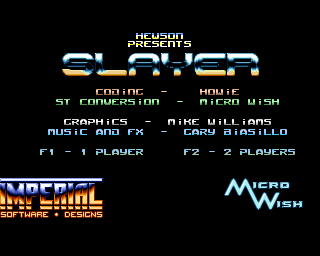 HEWSON
PRESENTS
SLAYER
CODING - HOWIE
ST CONVERSION - MICRO WISH
GRAPHICS - MIKE WILLIAMS
MUSIC AND FX - GARY BIASILLO
F1 - 1 PLAYER F2 - 2 PLAYERS
IMPERIAL
SOFTWARE • DESIGNS
MICRO
WISH